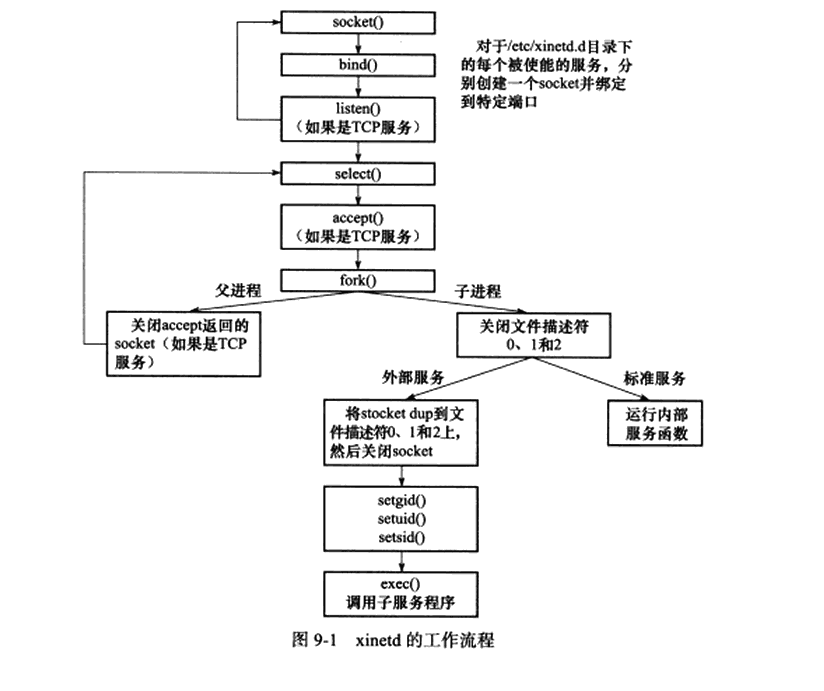 socket()
对于/etc/xinetd.d目录下
的每个被使能的服务，分
别创建一个socket并绑定
到特定端口
bind()
listen()
（如果是TCP服务）
select()
accept()
（如果是TCP服务）
fork()
父进程
子进程
关闭accept返回的
socket（如果是TCP
服务）
关闭文件描述符
0、1和2
外部服务
标准服务
将stocket dup到文
件描述符0、1和2上，
然后关闭socket
运行内部
服务函数
setgid()
setuid()
setsid()
exec()
调用子服务程序
图 9-1 xinetd 的工作流程